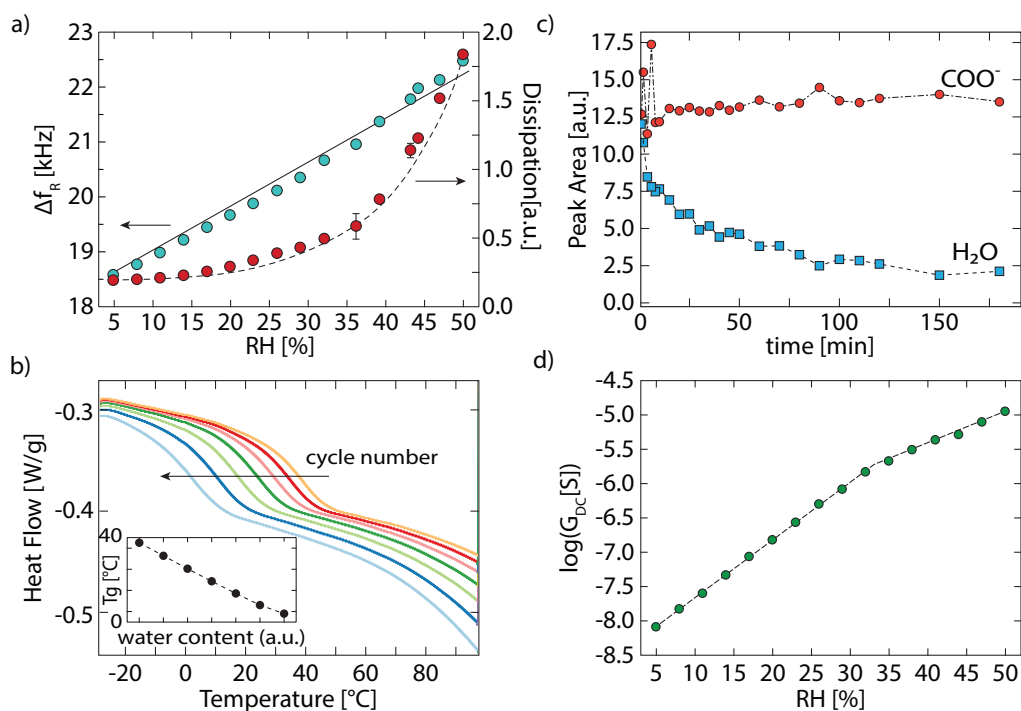 a)
23
22
21
20
19
18
Δf_R [kHz]
2.0
1.5
1.0
0.5
0.0
Dissipation[a.u.]
5 10 15 20 25 30 35 40 45 50
RH [%]
c)
17.5
15.0
12.5
10.0
7.5
5.0
2.5
0.0
Peak Area [a.u.]
COO⁻
H₂O
0 50 100 150
time [min]
b)
-0.3
-0.4
-0.5
Heat Flow [W/g]
cycle number
40
0
Tg [°C]
water content (a.u.)
-20 0 20 40 60 80
Temperature [°C]
d)
-4.5
-5.0
-5.5
-6.0
-6.5
-7.0
-7.5
-8.0
-8.5
log(G_DC[S])
5 10 15 20 25 30 35 40 45 50
RH [%]